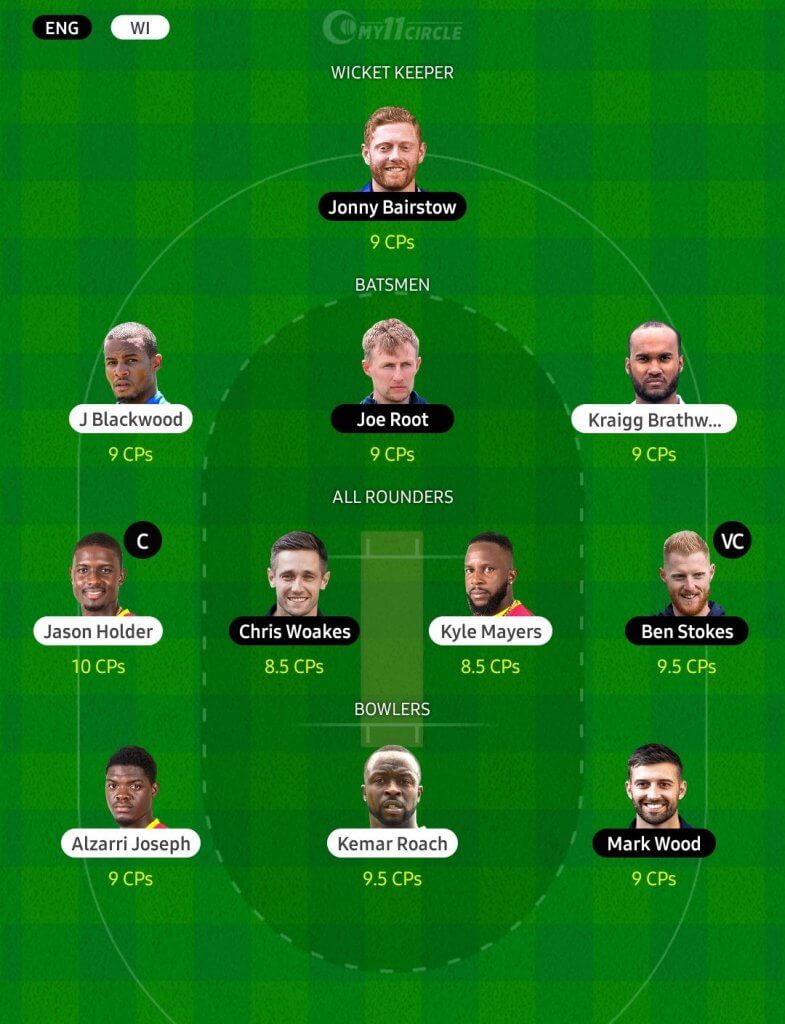 ENG WI
MY11CIRCLE
WICKET KEEPER
Jonny Bairstow
9 CPs
BATSMEN
J Blackwood Joe Root Kraigg Brathw...
9 CPs 9 CPs 9 CPs
ALL ROUNDERS
C VC
Jason Holder Chris Woakes Kyle Mayers Ben Stokes
10 CPs 8.5 CPs 8.5 CPs 9.5 CPs
BOWLERS
Alzarri Joseph Kemar Roach Mark Wood
9 CPs 9.5 CPs 9 CPs